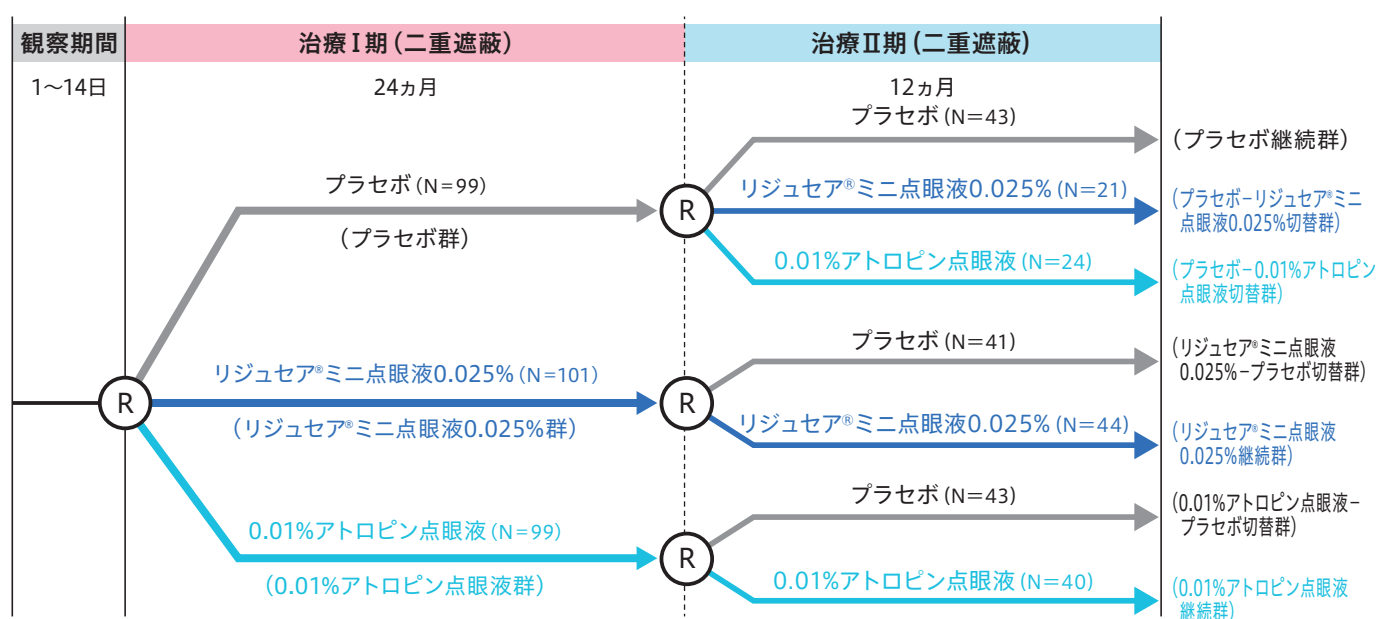 観察期間
治療Ⅰ期(二重遮蔽)
治療Ⅱ期(二重遮蔽)
1〜14日
24ヵ月
12ヵ月
プラセボ(N=99)
(プラセボ群)
R
プラセボ(N=43)
(プラセボ継続群)
R
リジュセア®ミニ点眼液0.025%(N=21)
(プラセボ−リジュセア®ミニ
点眼液0.025%切替群)
0.01%アトロピン点眼液(N=24)
(プラセボ−0.01%アトロピン
点眼液切替群)
リジュセア®ミニ点眼液0.025%(N=101)
(リジュセア®ミニ点眼液0.025%群)
R
プラセボ(N=41)
(リジュセア®ミニ点眼液
0.025%−プラセボ切替群)
リジュセア®ミニ点眼液0.025%(N=44)
(リジュセア®ミニ点眼液
0.025%継続群)
0.01%アトロピン点眼液(N=99)
(0.01%アトロピン点眼液群)
R
プラセボ(N=43)
(0.01%アトロピン点眼液−
プラセボ切替群)
0.01%アトロピン点眼液(N=40)
(0.01%アトロピン点眼液
継続群)